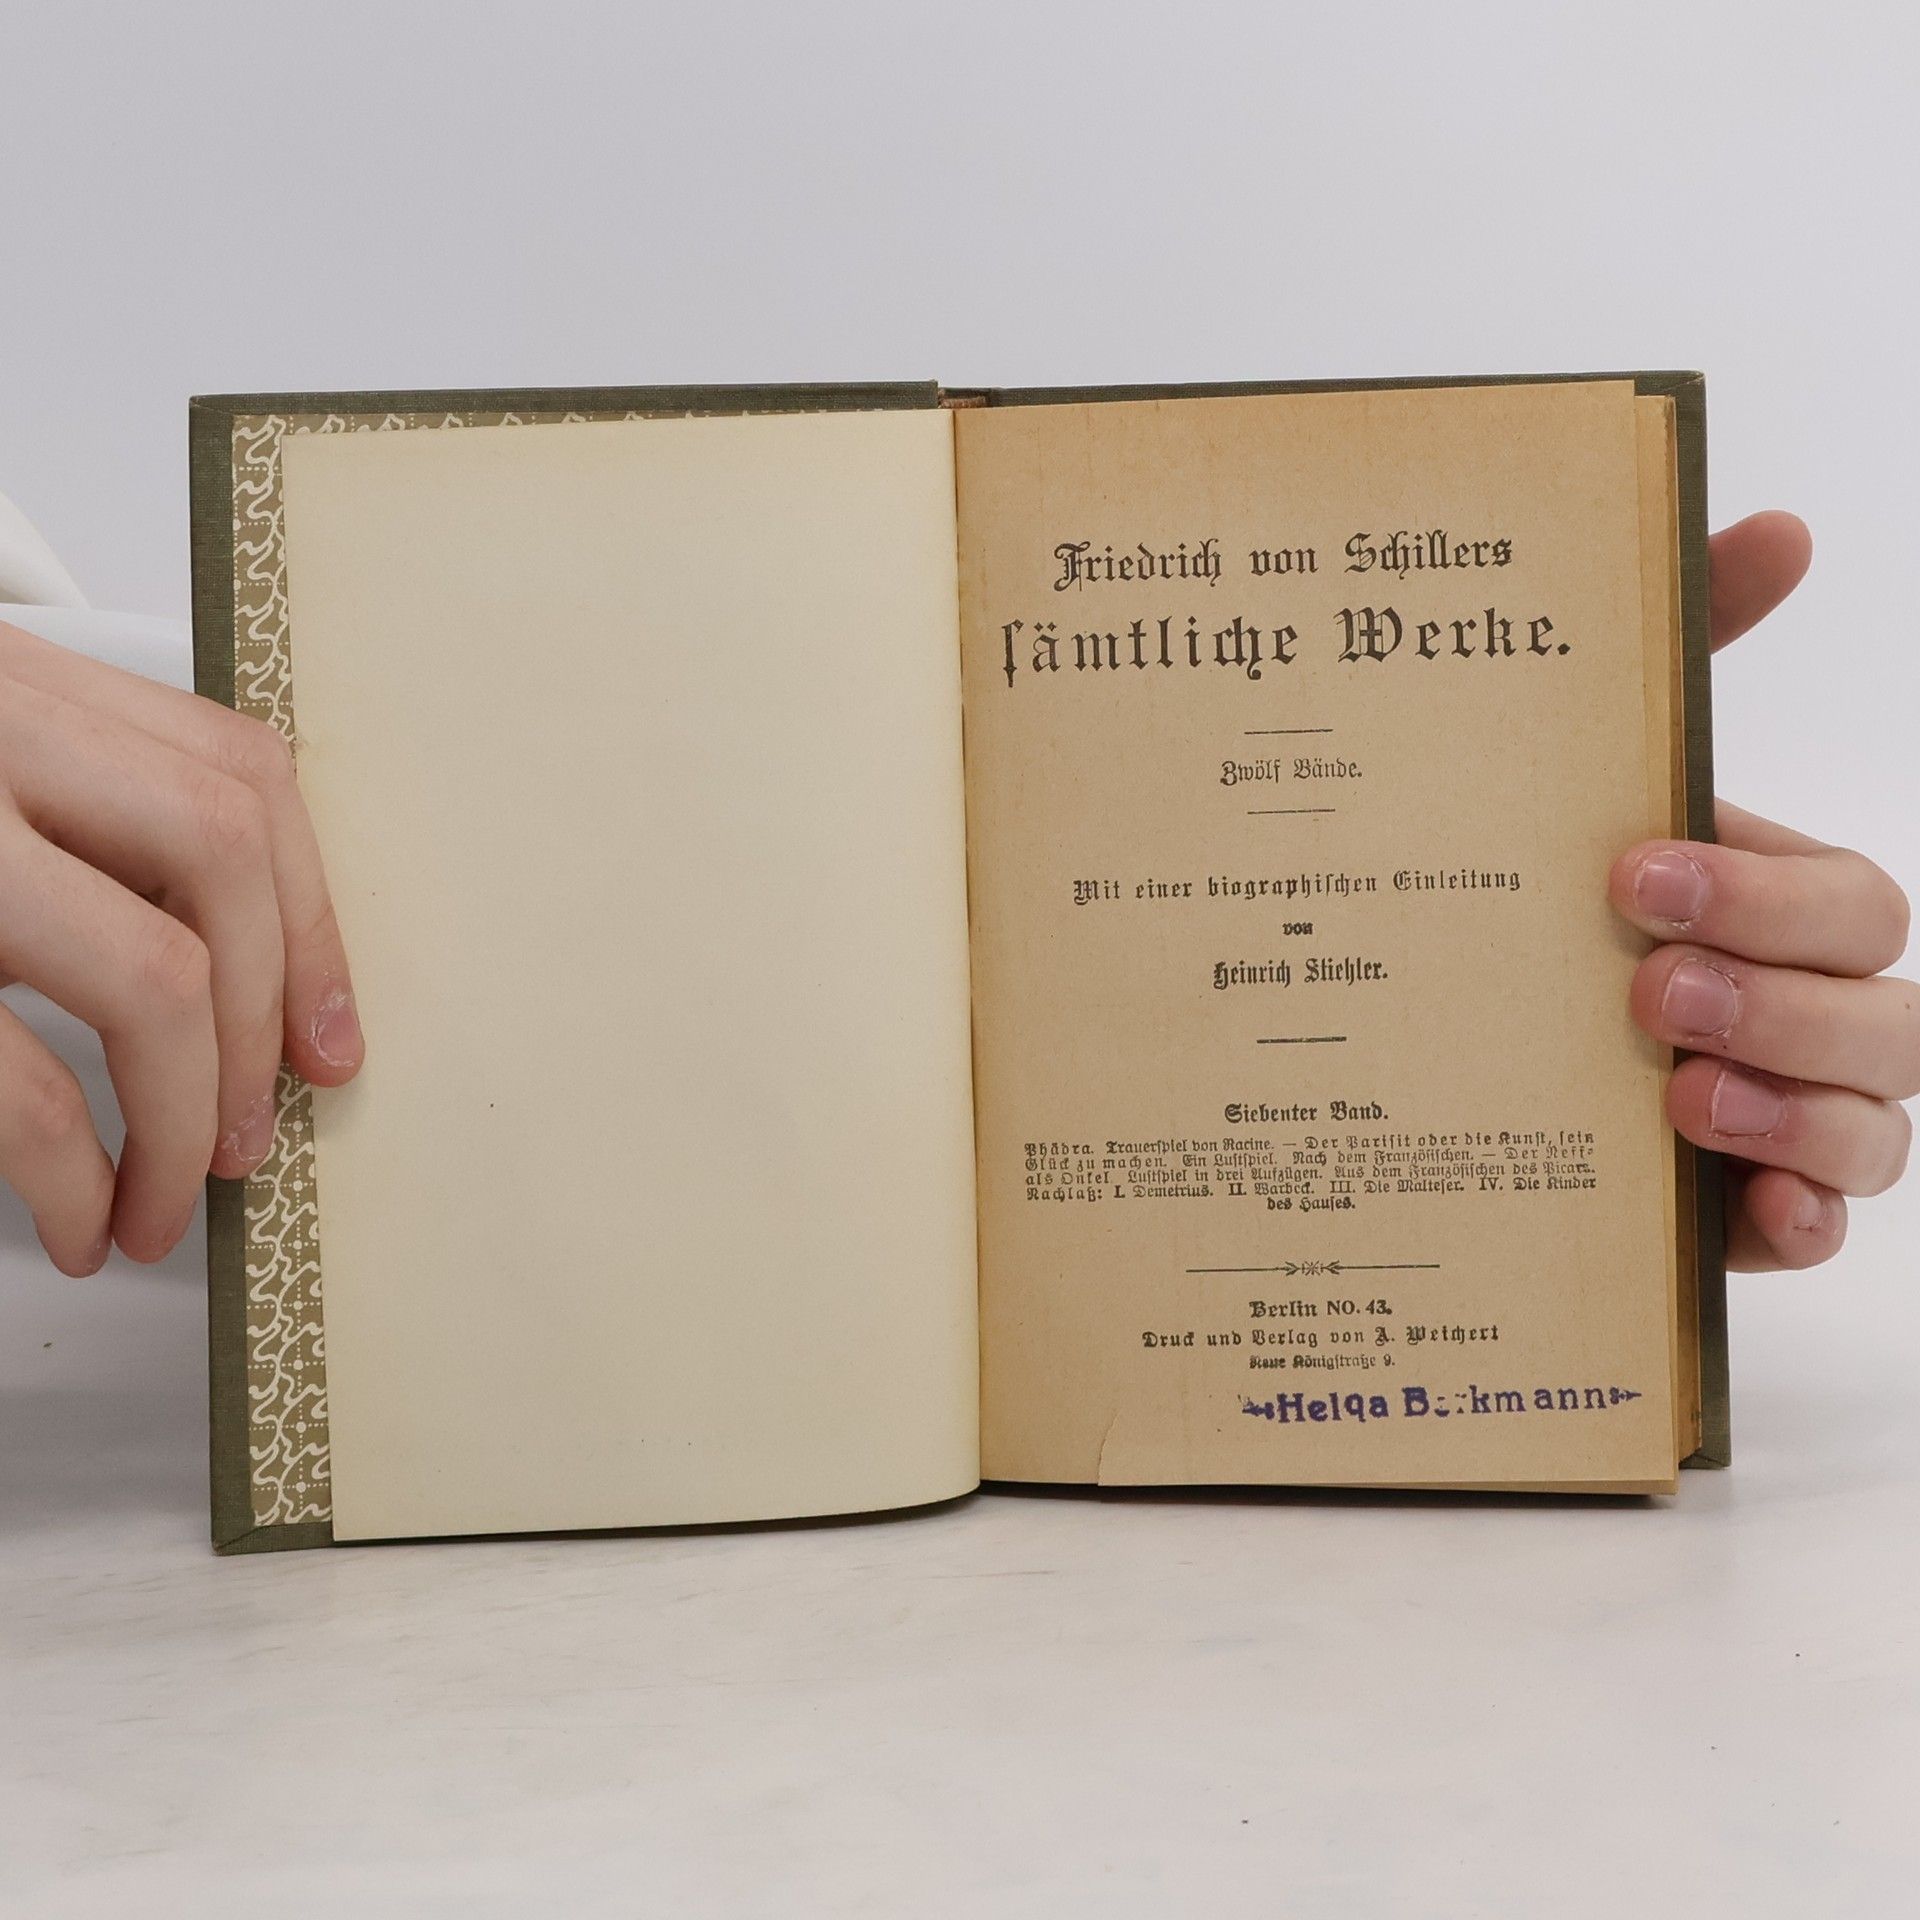 Friedrich von Schillers
ſämtliche Werke.
Zwölf Bände.
Mit einer biographiſchen Einleitung
von
Heinrich Stiehler.
Siebenter Band.
Phädra. Trauerſpiel von Racine. — Der Pariſit oder die Kunſt, ſein
Glück zu machen. Ein Luſtſpiel. Nach dem Französiſchen. — Der Neff=
als Onkel Luſtſpiel in drei Aufzügen. Aus dem Französiſchen des Picars.
Nachlaß: I. Demetrius. II. Warbeck. III. Die Malteſer. IV. Die Kinder
des Hauſes.
Berlin NO. 43.
Druck und Verlag von A. Weichert
Neue Königſtraße 9.
Helga